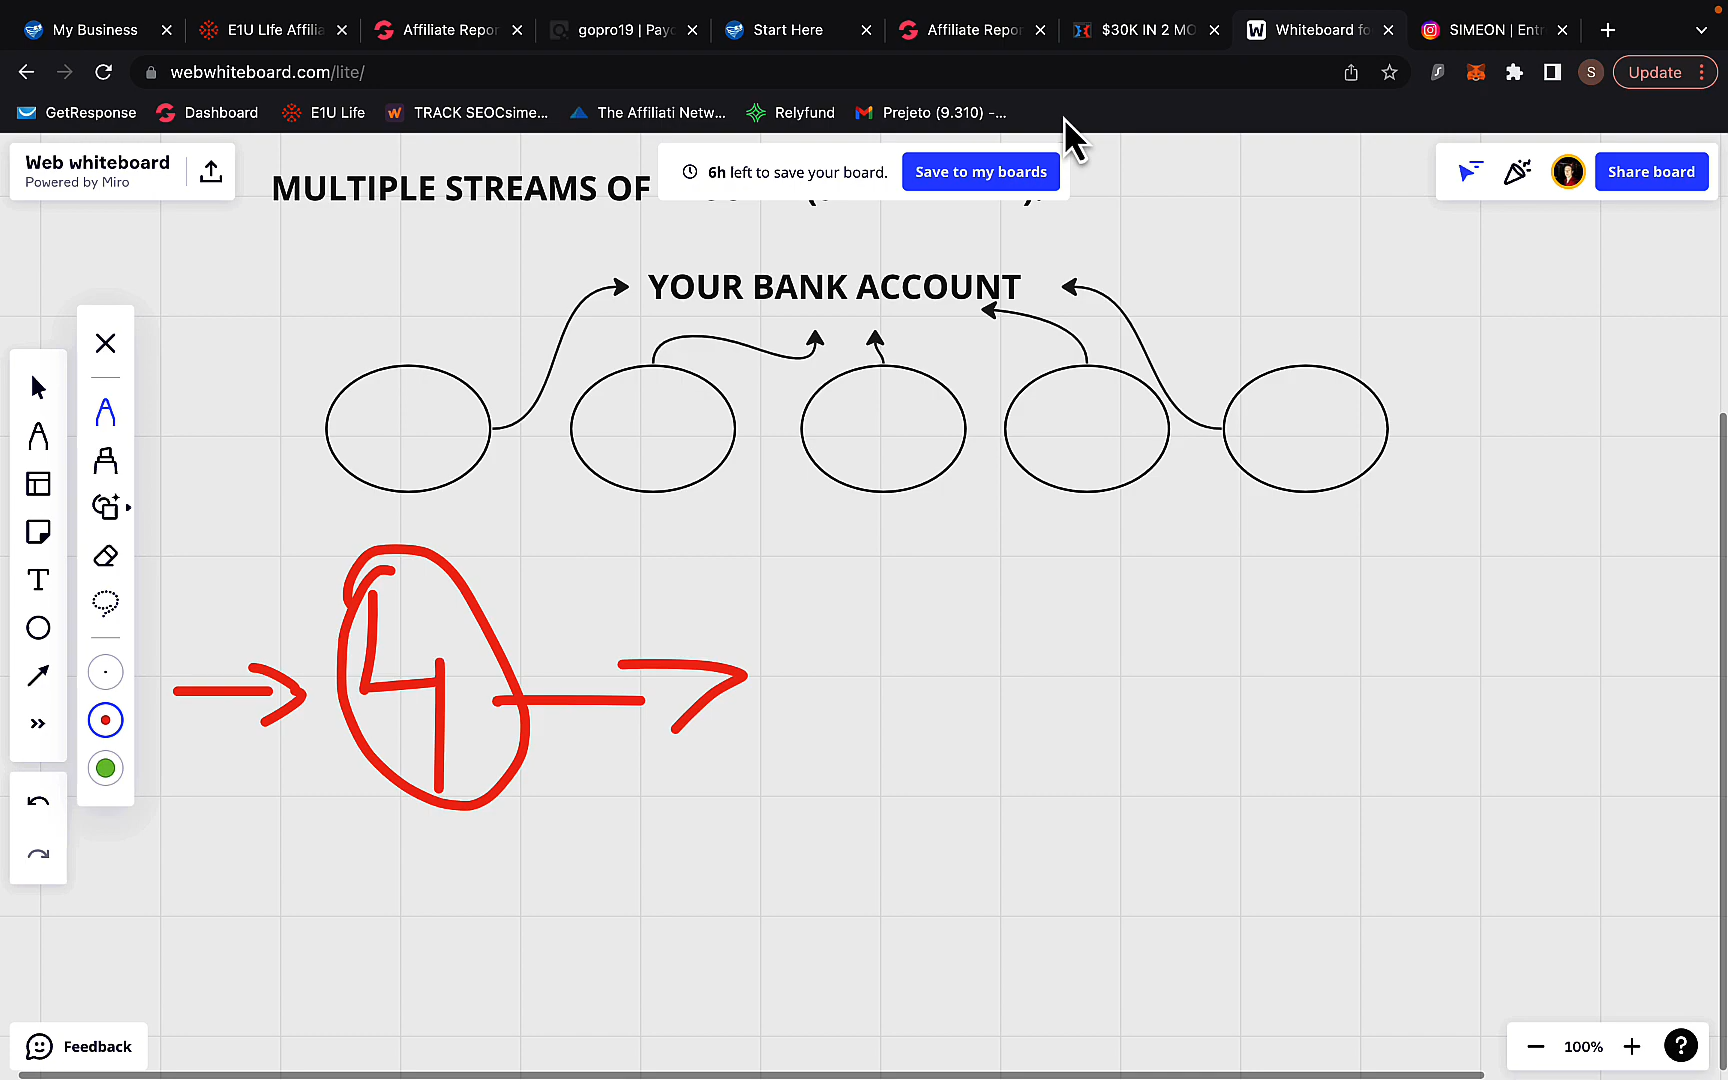 My Business
E1U LIfe Affilia
Affiliate Repor
gopro19 | Payc
Start Here
Affiliate Repor
$30K IN 2 MO
Whiteboard fo
SIMEON | Entr
webwhiteboard.com/lite/
S
Update
GetResponse
Dashboard
E1U Life
TRACK SEOCsime...
The Affiliati Netw...
Relyfund
Prejeto (9.310) -...
Web whiteboard
Powered by Miro
6h left to save your board.
Save to my boards
Share board
MULTIPLE STREAMS OF
YOUR BANK ACCOUNT
4
Feedback
100%